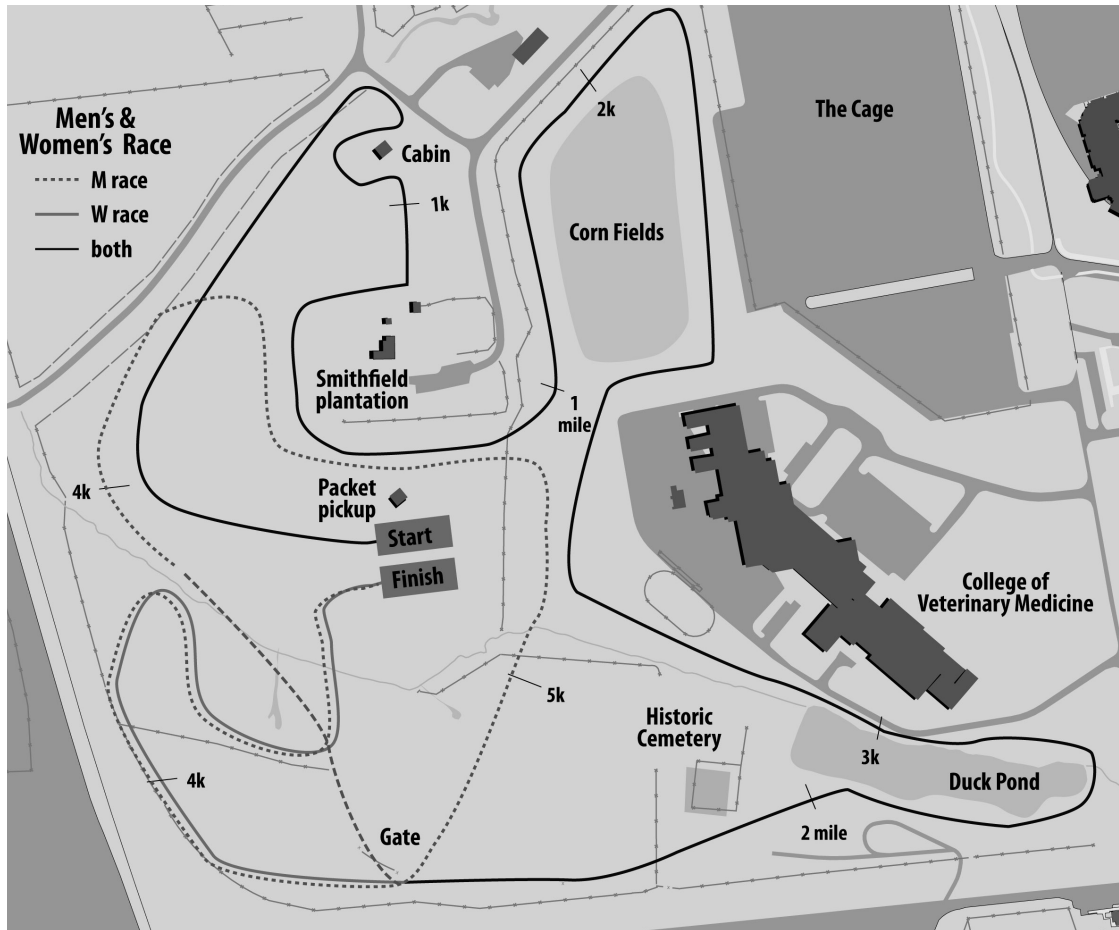 Men's &
Women's Race
M race
W race
both
Cabin
1k
2k
The Cage
Corn Fields
Smithfield
plantation
1
mile
4k
Packet
pickup
Start
Finish
College of
Veterinary Medicine
5k
Historic
Cemetery
3k
Duck Pond
4k
2 mile
Gate